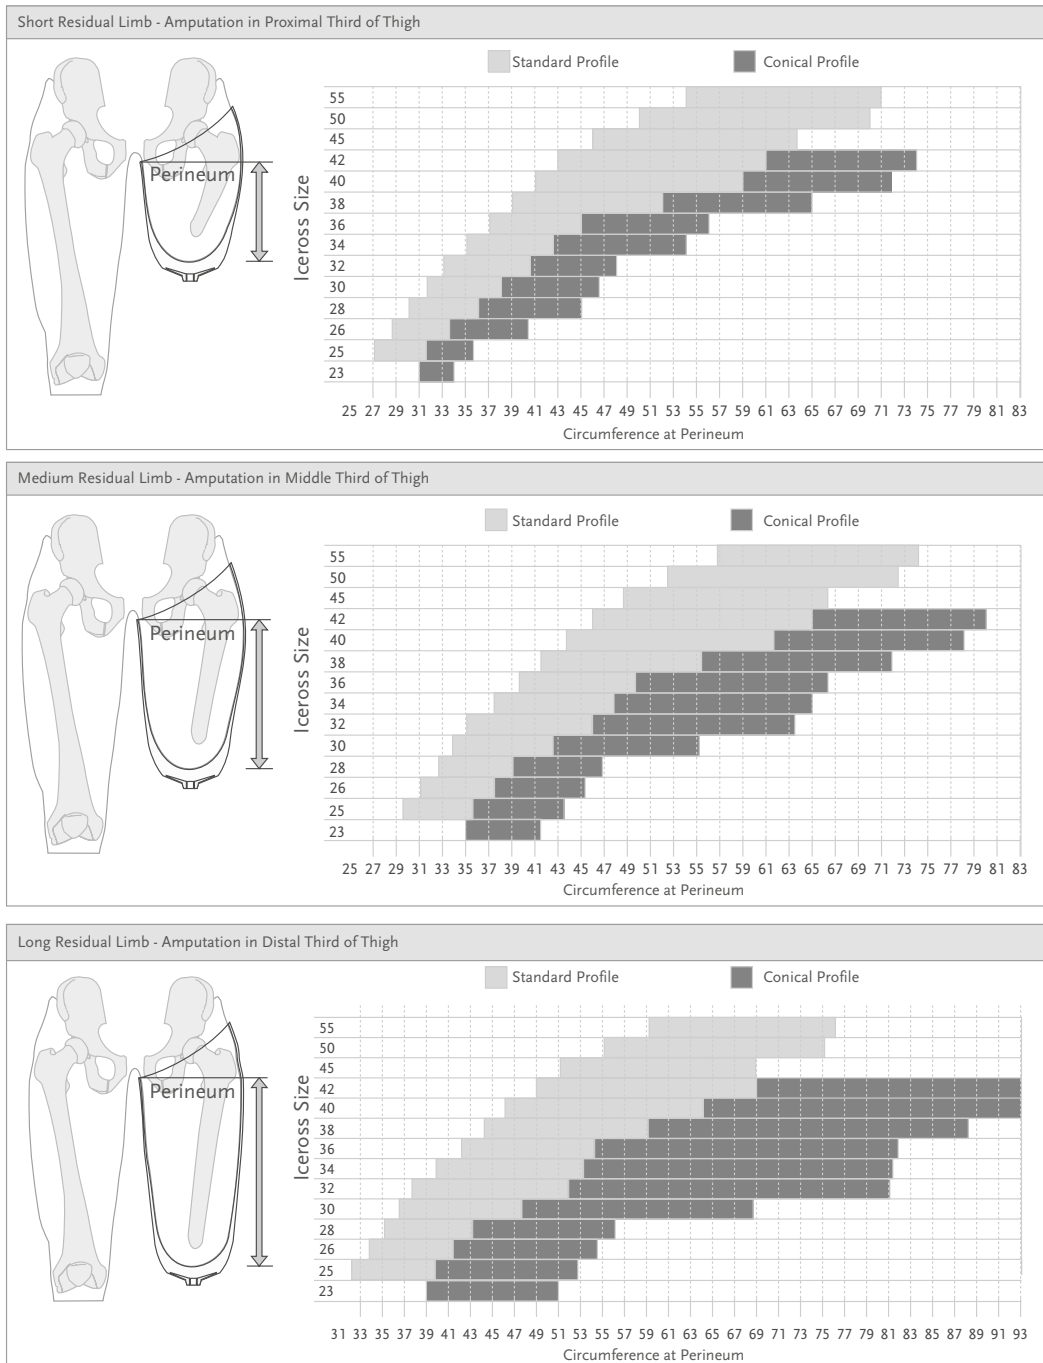 Short Residual Limb - Amputation in Proximal Third of Thigh
Standard Profile
Conical Profile
Perineum
Iceross Size
55
50
45
42
40
38
36
34
32
30
28
26
25
23
25 27 29 31 33 35 37 39 41 43 45 47 49 51 53 55 57 59 61 63 65 67 69 71 73 75 77 79 81 83
Circumference at Perineum
Medium Residual Limb - Amputation in Middle Third of Thigh
Standard Profile
Conical Profile
Perineum
Iceross Size
55
50
45
42
40
38
36
34
32
30
28
26
25
23
25 27 29 31 33 35 37 39 41 43 45 47 49 51 53 55 57 59 61 63 65 67 69 71 73 75 77 79 81 83
Circumference at Perineum
Long Residual Limb - Amputation in Distal Third of Thigh
Standard Profile
Conical Profile
Perineum
Iceross Size
55
50
45
42
40
38
36
34
32
30
28
26
25
23
31 33 35 37 39 41 43 45 47 49 51 53 55 57 59 61 63 65 67 69 71 73 75 77 79 81 83 85 87 89 91 93
Circumference at Perineum